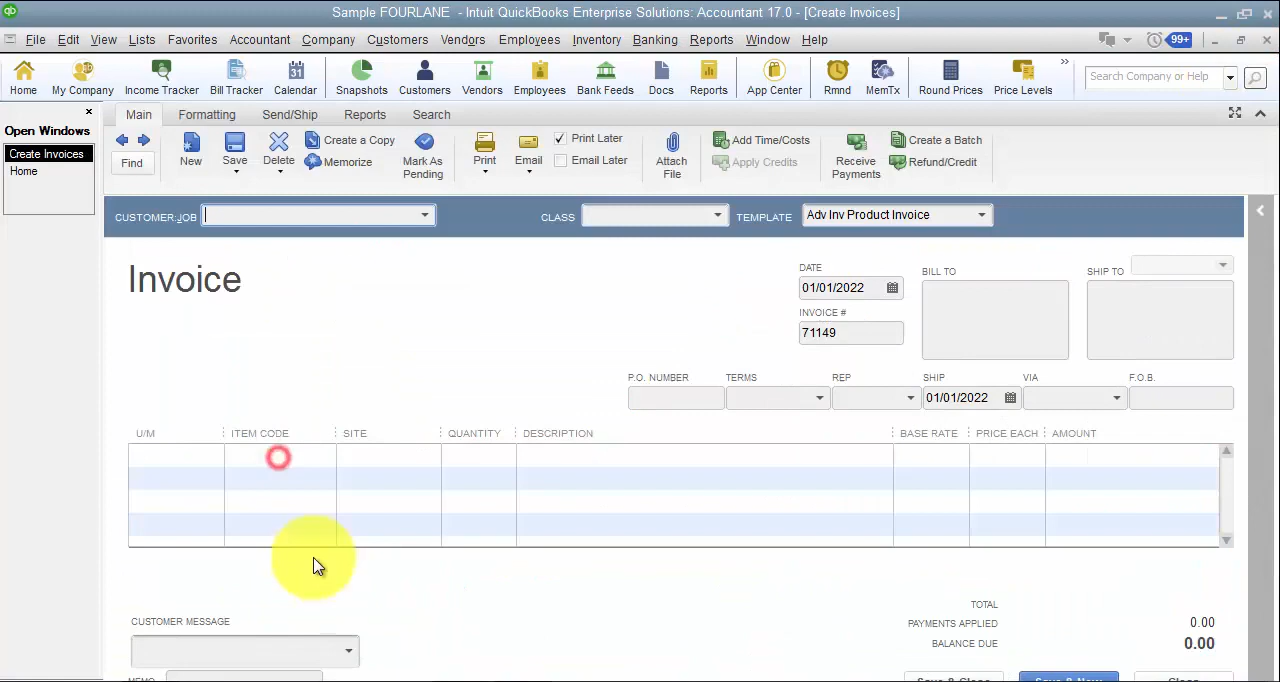 Sample FOURLANE - Intuit QuickBooks Enterprise Solutions: Accountant 17.0 - [Create Invoices]
File Edit View Lists Favorites Accountant Company Customers Vendors Employees Inventory Banking Reports Window Help
99+
Home My Company Income Tracker Bill Tracker Calendar Snapshots Customers Vendors Employees Bank Feeds Docs Reports App Center Rmnd MemTx Round Prices Price Levels
Search Company or Help
Open Windows
Create Invoices
Home
Main Formatting Send/Ship Reports Search
Find
New
Save
Delete
Create a Copy
Memorize
Mark As
Pending
Print
Email
Print Later
Email Later
Attach
File
Add Time/Costs
Apply Credits
Receive
Payments
Create a Batch
Refund/Credit
CUSTOMER:JOB CLASS TEMPLATE Adv Inv Product Invoice
Invoice
DATE
01/01/2022
INVOICE #
71149
BILL TO
SHIP TO
P.O. NUMBER TERMS REP SHIP VIA F.O.B.
01/01/2022
U/M ITEM CODE SITE QUANTITY DESCRIPTION BASE RATE PRICE EACH AMOUNT
CUSTOMER MESSAGE
TOTAL
PAYMENTS APPLIED 0.00
BALANCE DUE 0.00
MEMO
Save & Close Save & New Close